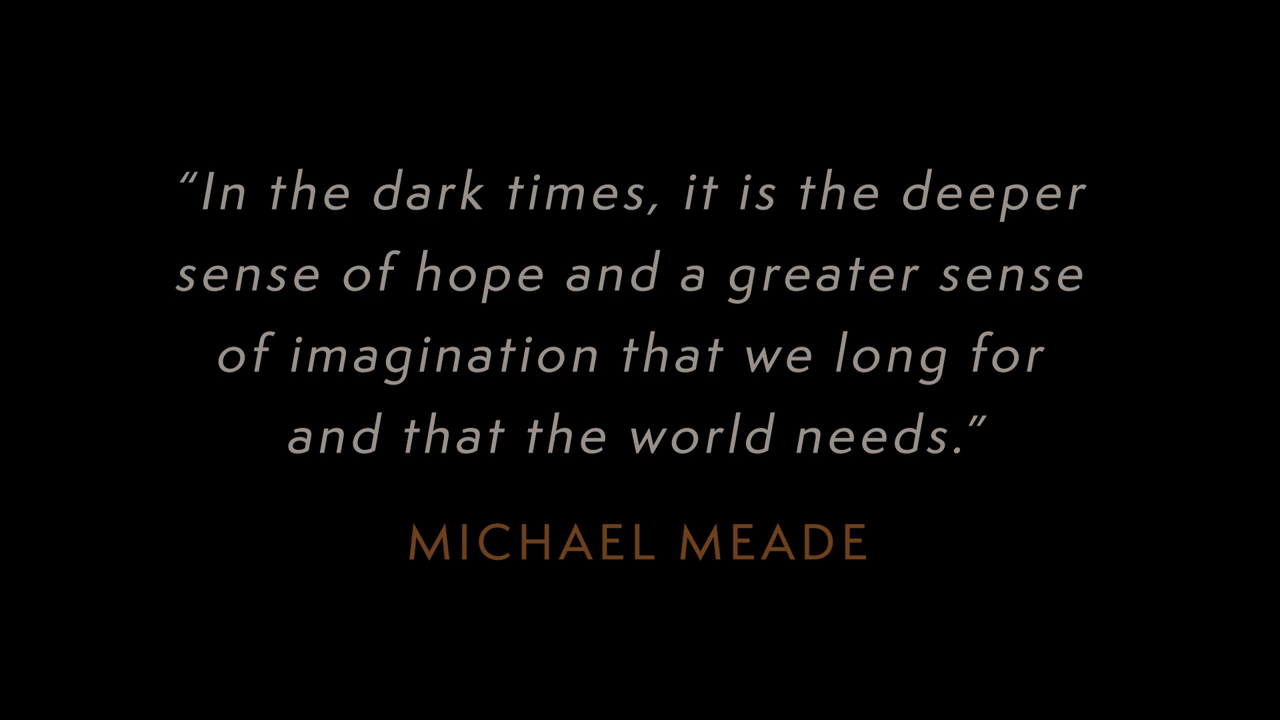 “In the dark times, it is the deeper
sense of hope and a greater sense
of imagination that we long for
and that the world needs.”
MICHAEL MEADE